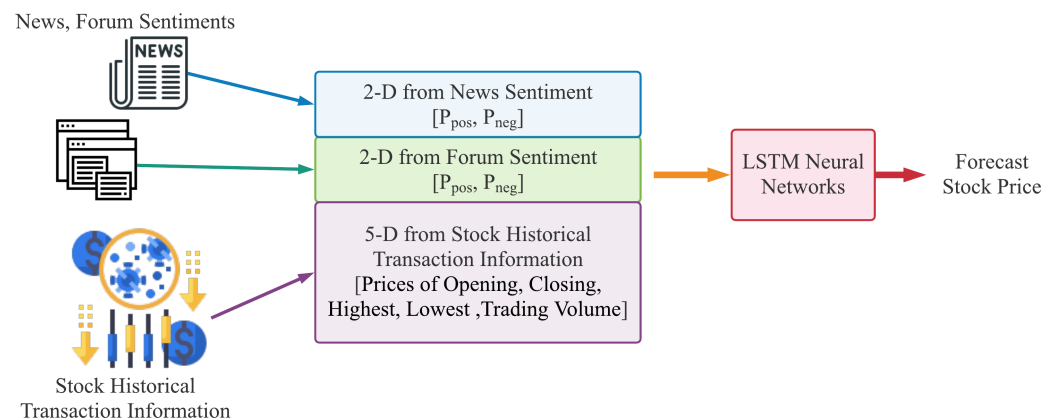 News, Forum Sentiments
NEWS
2-D from News Sentiment
[Ppos, Pneg]
2-D from Forum Sentiment
[Ppos, Pneg]
5-D from Stock Historical
Transaction Information
[Prices of Opening, Closing,
Highest, Lowest ,Trading Volume]
LSTM Neural
Networks
Forecast
Stock Price
$
$
Stock Historical
Transaction Information